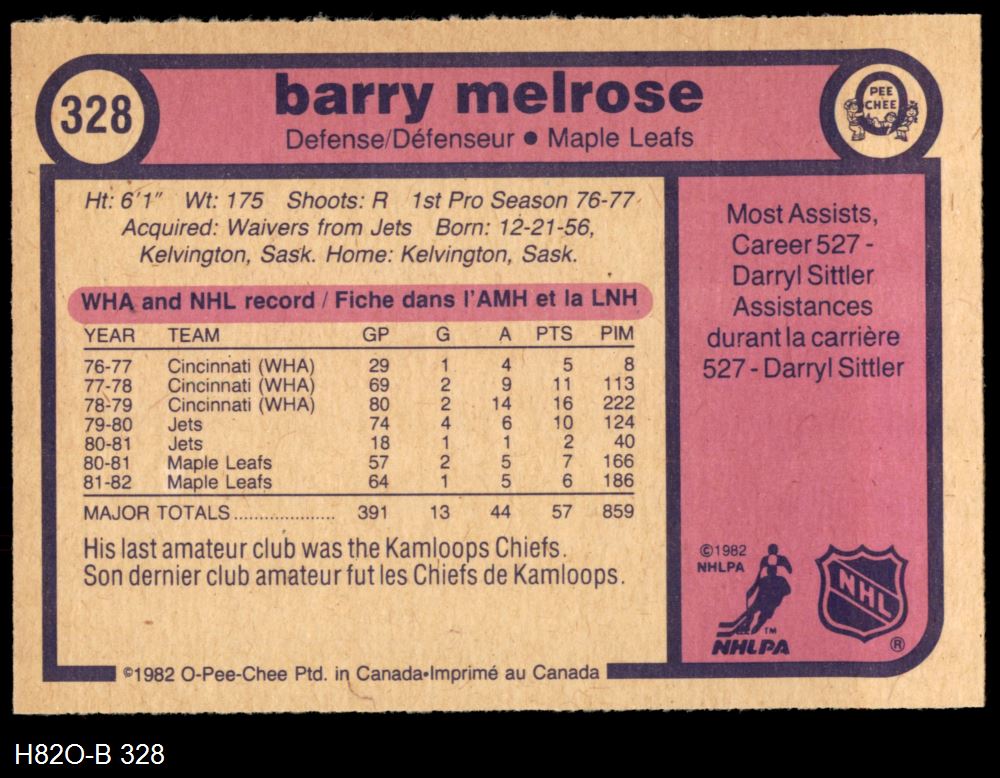 328
barry melrose
Defense/Défenseur ● Maple Leafs
PEE
CHEE
Ht: 6'1" Wt: 175 Shoots: R 1st Pro Season 76-77
Acquired: Waivers from Jets Born: 12-21-56,
Kelvington, Sask. Home: Kelvington, Sask.
WHA and NHL record / Fiche dans l'AMH et la LNH
YEAR TEAM GP G A PTS PIM
76-77 Cincinnati (WHA) 29 1 4 5 8
77-78 Cincinnati (WHA) 69 2 9 11 113
78-79 Cincinnati (WHA) 80 2 14 16 222
79-80 Jets 74 4 6 10 124
80-81 Jets 18 1 1 2 40
80-81 Maple Leafs 57 2 5 7 166
81-82 Maple Leafs 64 1 5 6 186
MAJOR TOTALS.................... 391 13 44 57 859
His last amateur club was the Kamloops Chiefs.
Son dernier club amateur fut les Chiefs de Kamloops.
©1982 O-Pee-Chee Ptd. in Canada•Imprimé au Canada
Most Assists,
Career 527 -
Darryl Sittler
Assistances
durant la carrière
527 - Darryl Sittler
©1982
NHLPA
TM
NHLPA
NHL
®
H82O-B 328